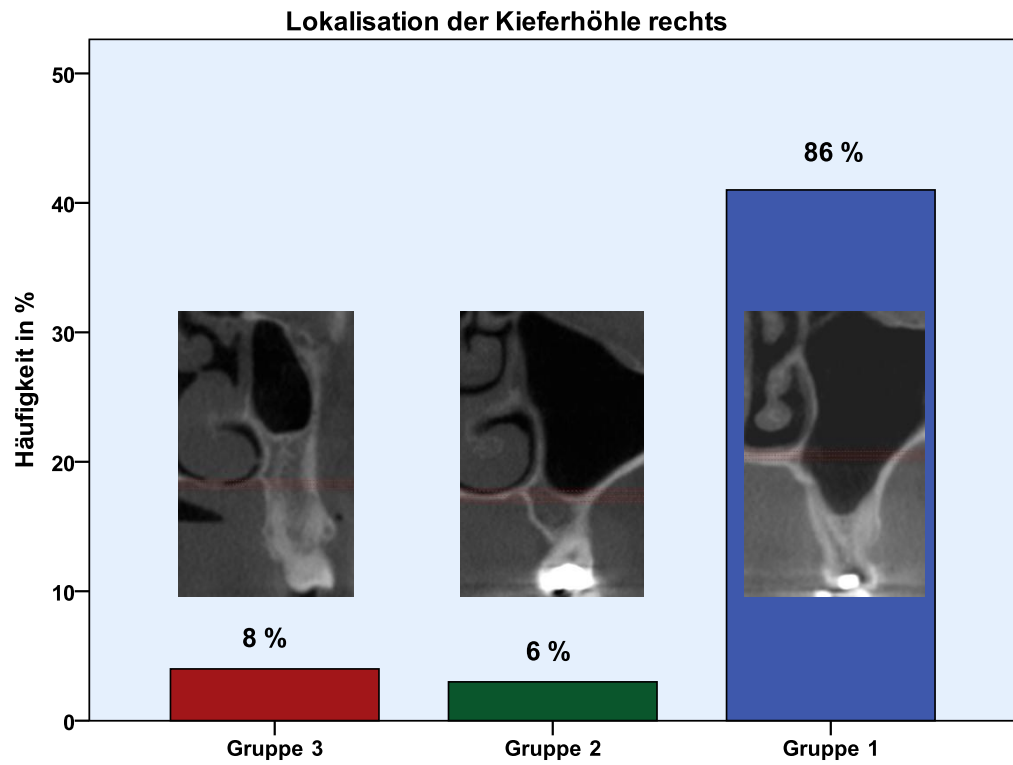 Lokalisation der Kieferhöhle rechts
Häufigkeit in %
50
40
30
20
10
0
8 %
6 %
86 %
Gruppe 3
Gruppe 2
Gruppe 1